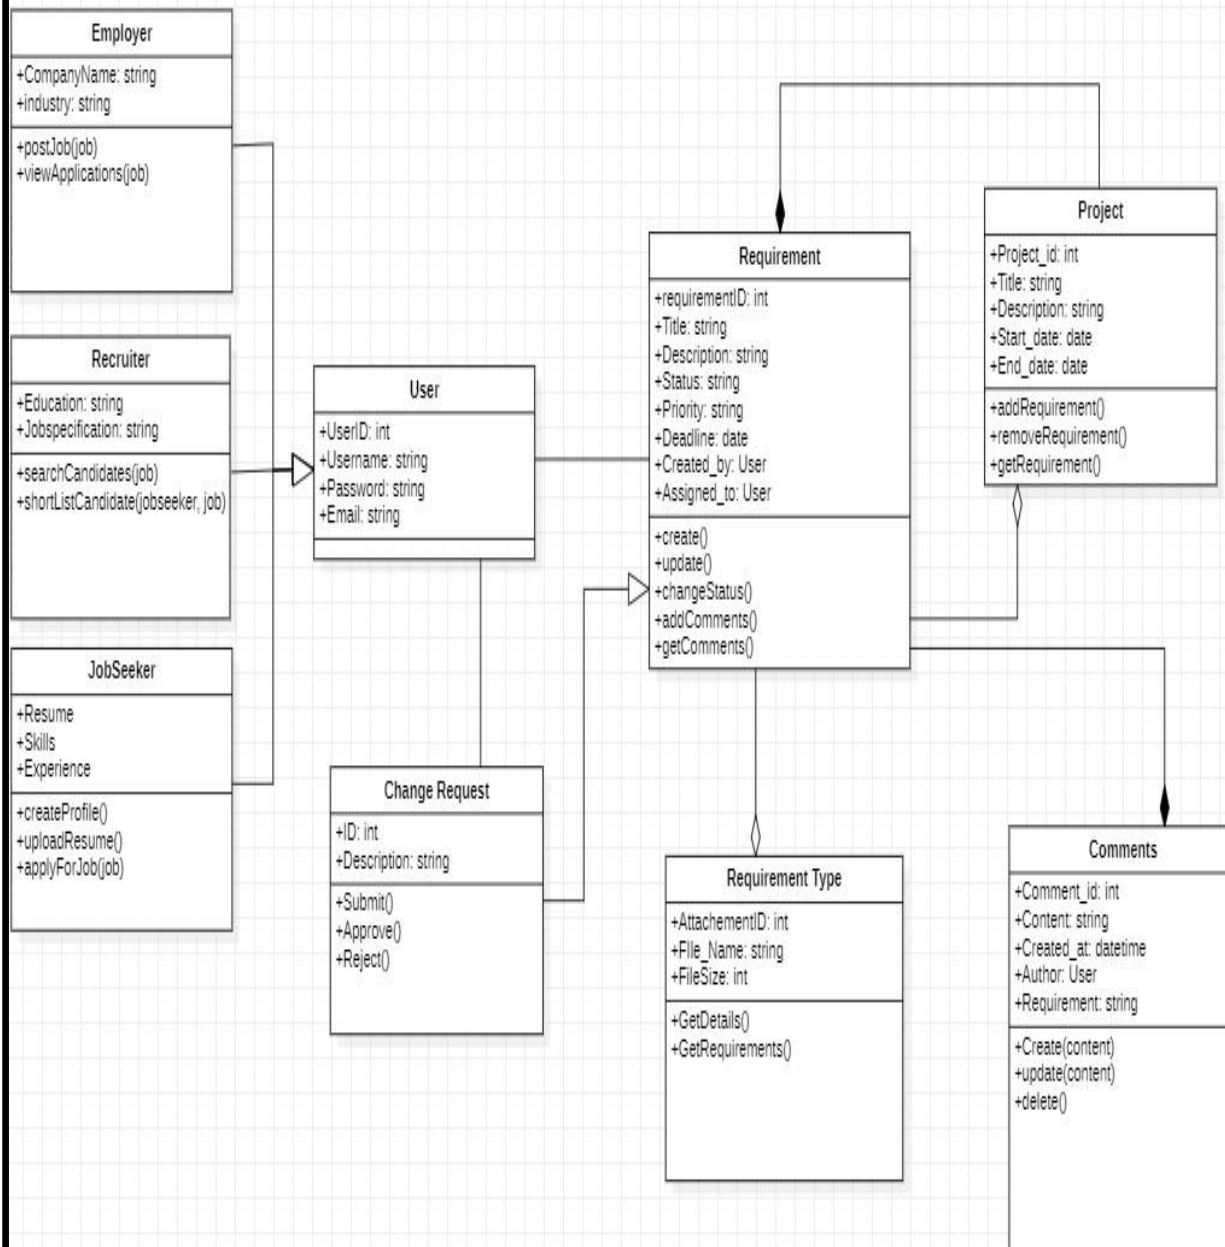 Employer
+CompanyName: string
+industry: string
+postJob(job)
+viewApplications(job)
Recruiter
+Education: string
+Jobspecification: string
+searchCandidates(job)
+shortListCandidate(jobseeker, job)
JobSeeker
+Resume
+Skills
+Experience
+createProfile()
+uploadResume()
+applyForJob(job)
User
+UserID: int
+Username: string
+Password: string
+Email: string
Change Request
+ID: int
+Description: string
+Submit()
+Approve()
+Reject()
Requirement
+requirementID: int
+Title: string
+Description: string
+Status: string
+Priority: string
+Deadline: date
+Created_by: User
+Assigned_to: User
+create()
+update()
+changeStatus()
+addComments()
+getComments()
Requirement Type
+AttachementID: int
+FIle_Name: string
+FileSize: int
+GetDetails()
+GetRequirements()
Project
+Project_id: int
+Title: string
+Description: string
+Start_date: date
+End_date: date
+addRequirement()
+removeRequirement()
+getRequirement()
Comments
+Comment_id: int
+Content: string
+Created_at: datetime
+Author: User
+Requirement: string
+Create(content)
+update(content)
+delete()